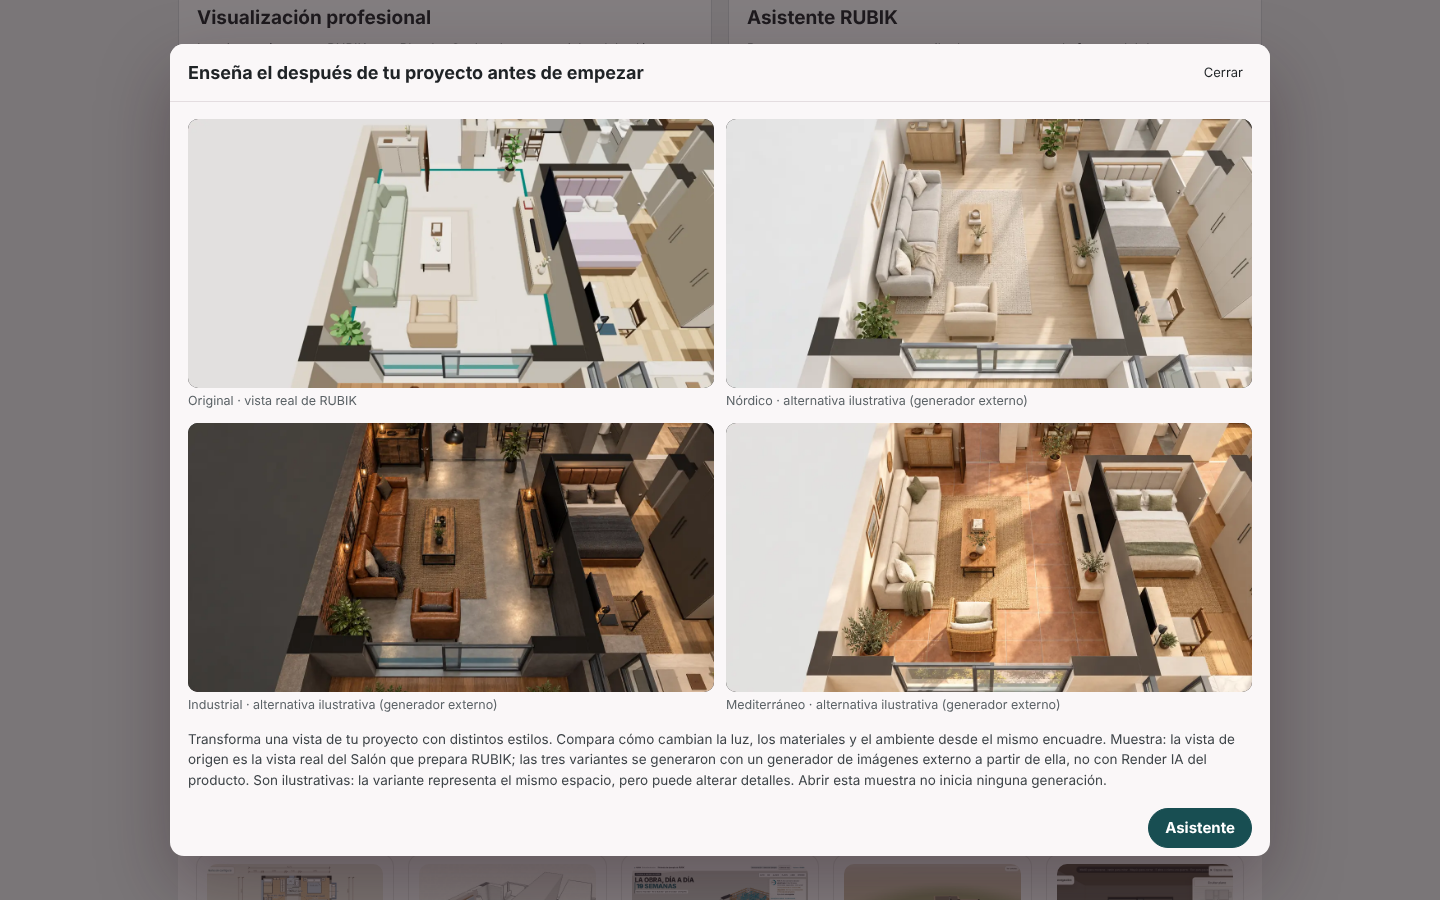 Visualización profesional
Asistente RUBIK
Enseña el después de tu proyecto antes de empezar
Cerrar
Original · vista real de RUBIK
Nórdico · alternativa ilustrativa (generador externo)
Industrial · alternativa ilustrativa (generador externo)
Mediterráneo · alternativa ilustrativa (generador externo)
Transforma una vista de tu proyecto con distintos estilos. Compara cómo cambian la luz, los materiales y el ambiente desde el mismo encuadre. Muestra: la vista de
origen es la vista real del Salón que prepara RUBIK; las tres variantes se generaron con un generador de imágenes externo a partir de ella, no con Render IA del
producto. Son ilustrativas: la variante representa el mismo espacio, pero puede alterar detalles. Abrir esta muestra no inicia ninguna generación.
Asistente
LA OBRA, DÍA A DÍA